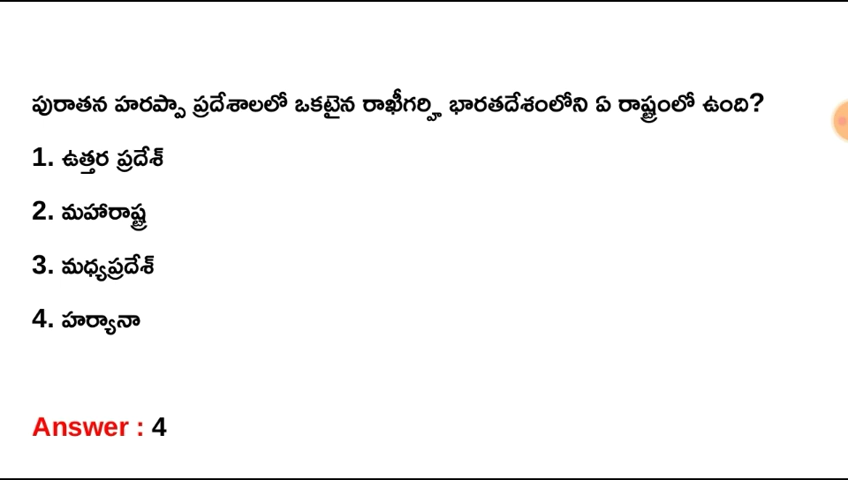 పురాతన హరప్పా ప్రదేశాలలో ఒకటైన రాఖీగర్హి భారతదేశంలోని ఏ రాష్ట్రంలో ఉంది?
1. ఉత్తర ప్రదేశ్
2. మహారాష్ట్ర
3. మధ్యప్రదేశ్
4. హర్యానా
Answer : 4